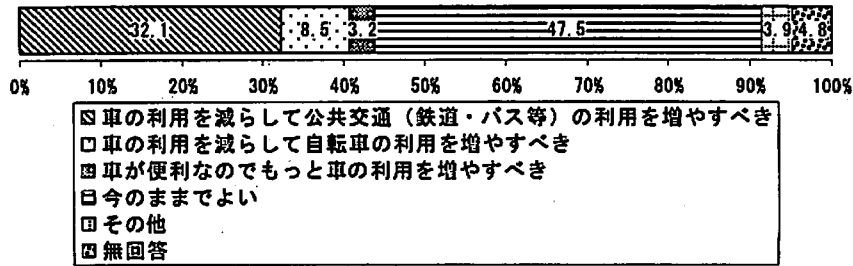 32.1 8.5 3.2 47.5 3.9 4.8
0% 10% 20% 30% 40% 50% 60% 70% 80% 90% 100%
車の利用を減らして公共交通（鉄道・バス等）の利用を増やすべき
車の利用を減らして自転車の利用を増やすべき
車が便利なのでもっと車の利用を増やすべき
今のままでよい
その他
無回答